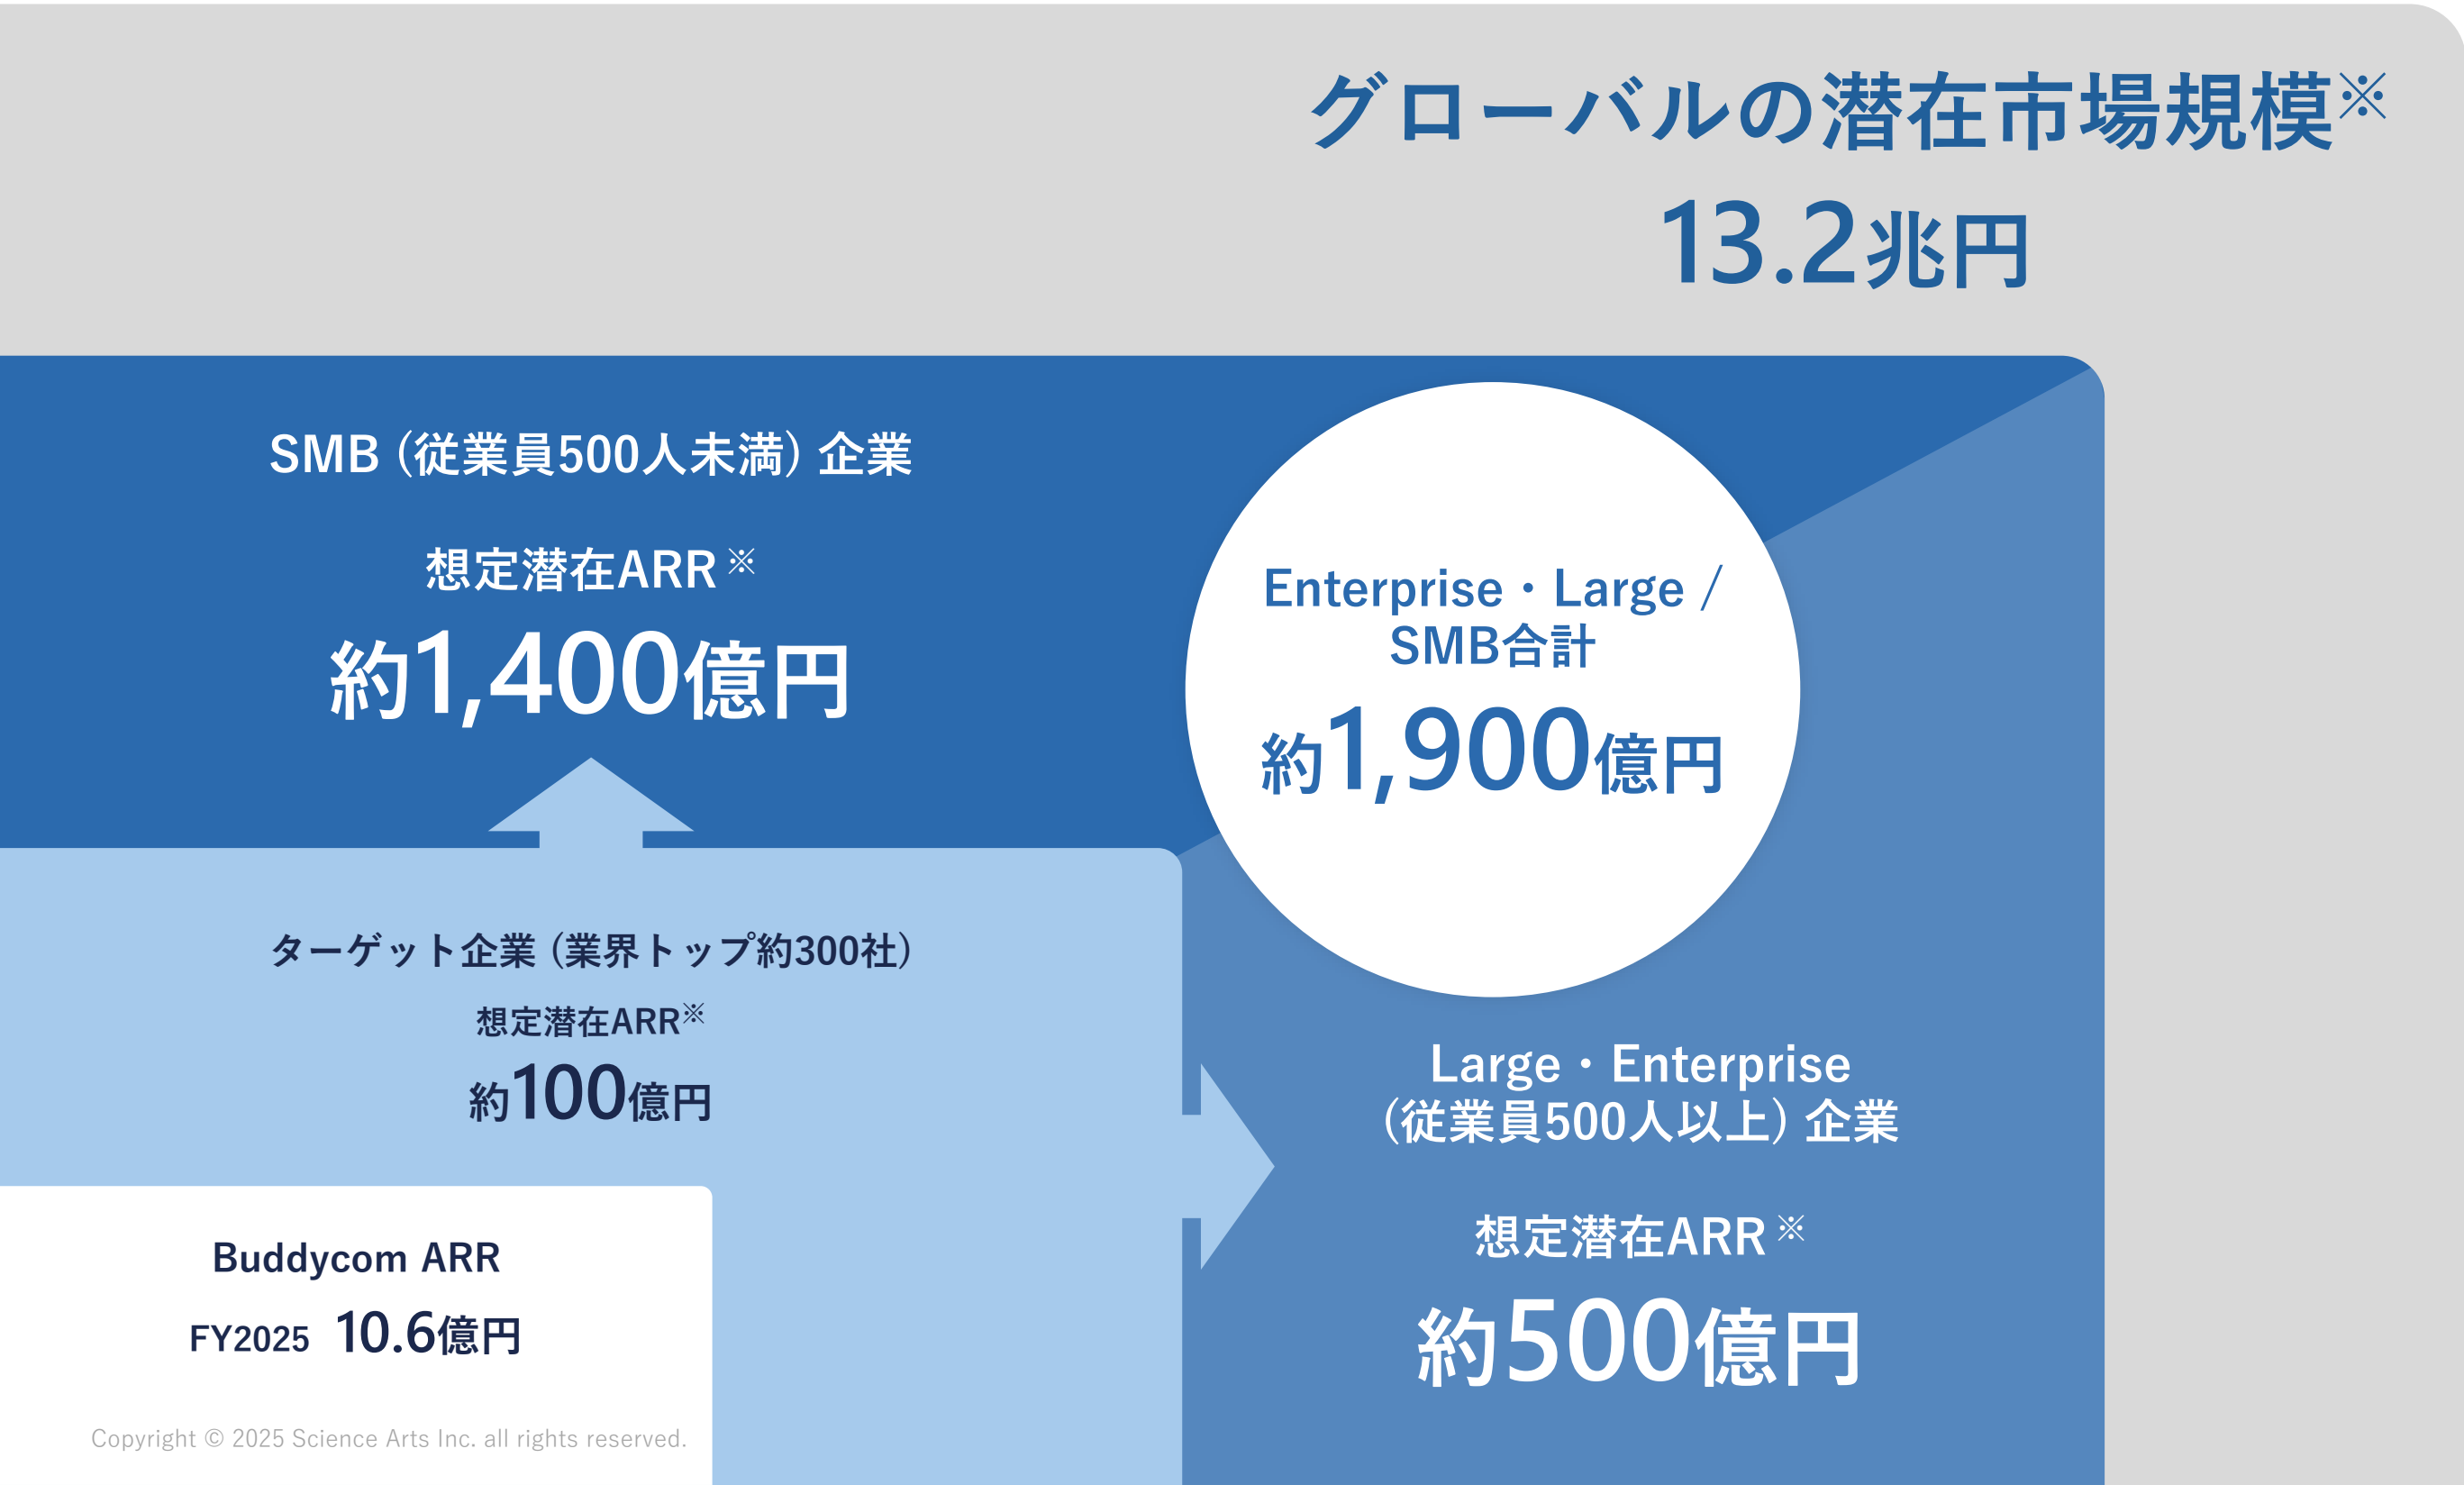 グローバルの潜在市場規模※
13.2兆円
SMB（従業員500人未満）企業
想定潜在ARR※
約1,400億円
Enterprise・Large／
SMB合計
約1,900億円
ターゲット企業（業界トップ約300社）
想定潜在ARR※
約100億円
Large・Enterprise
（従業員500人以上）企業
想定潜在ARR※
約500億円
Buddycom ARR
FY2025 10.6億円
Copyright © 2025 Science Arts Inc. all rights reserved.